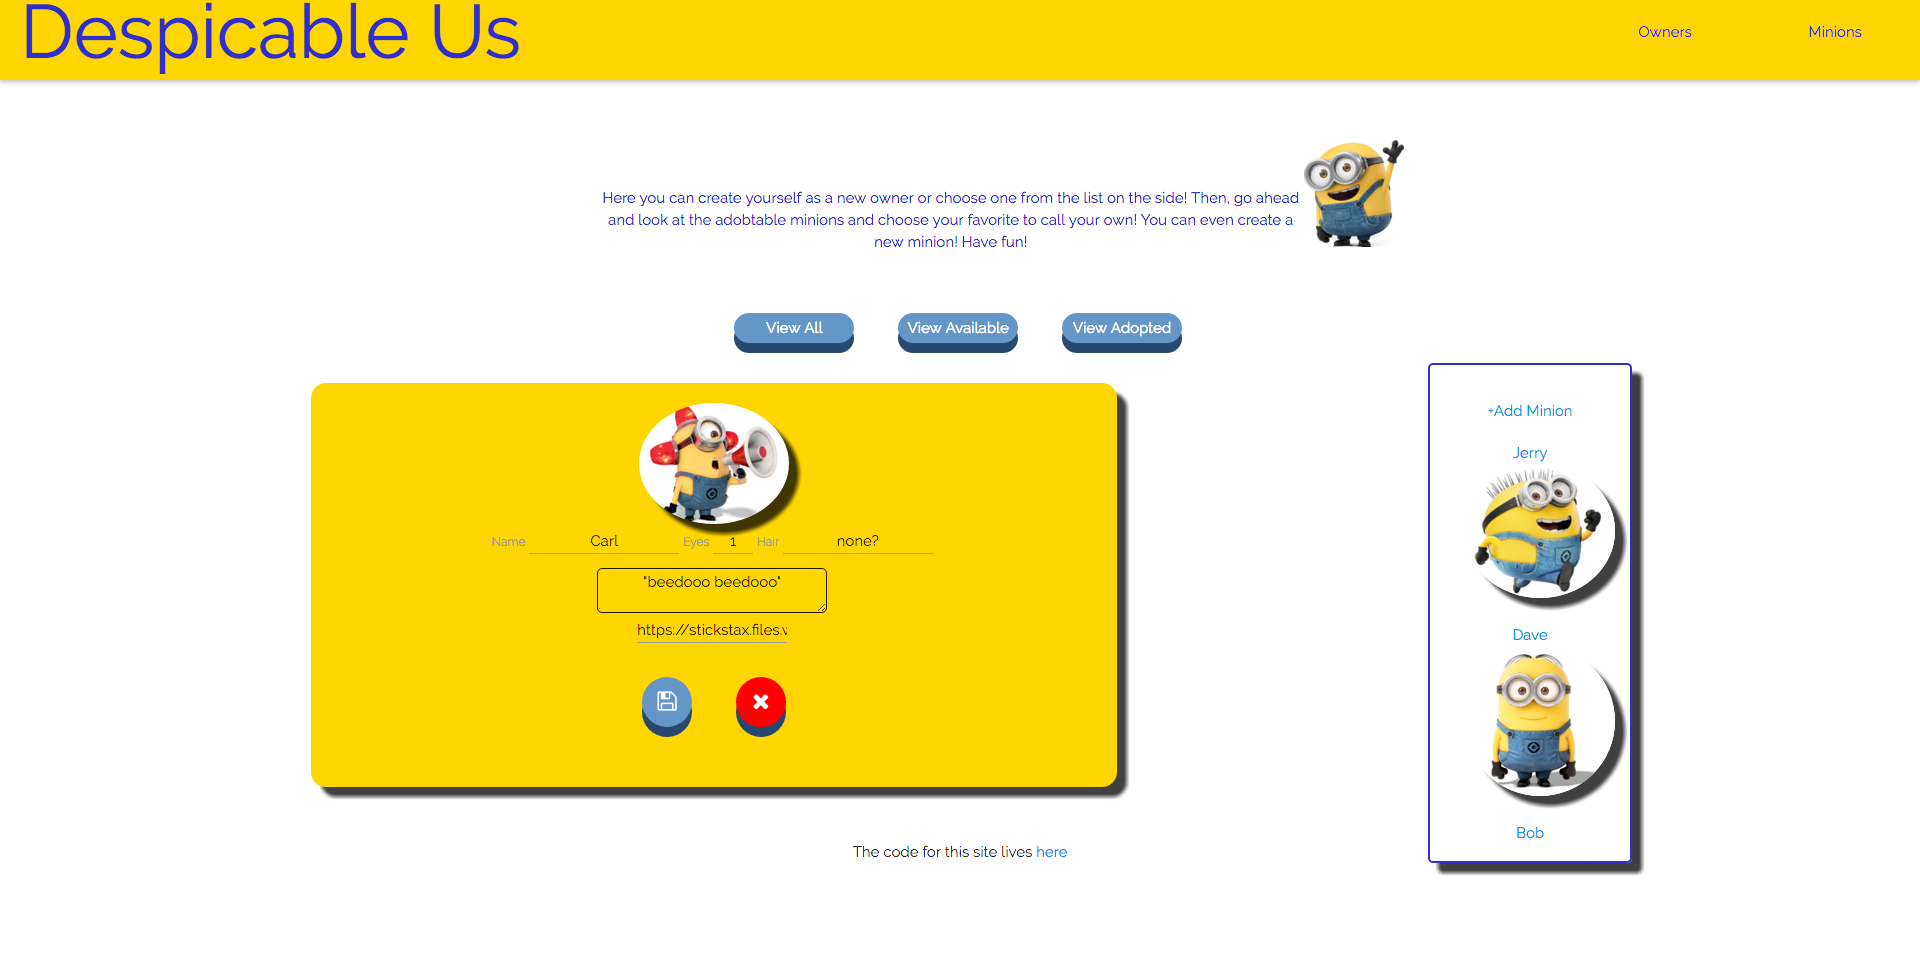 Despicable Us
Owners
Minions
Here you can create yourself as a new owner or choose one from the list on the side! Then, go ahead
and look at the adobtable minions and choose your favorite to call your own! You can even create a
new minion! Have fun!
View All
View Available
View Adopted
Name Carl Eyes 1 Hair none?
"beedooo beedooo"
https://stickstax.files.w
+Add Minion
Jerry
Dave
Bob
The code for this site lives here